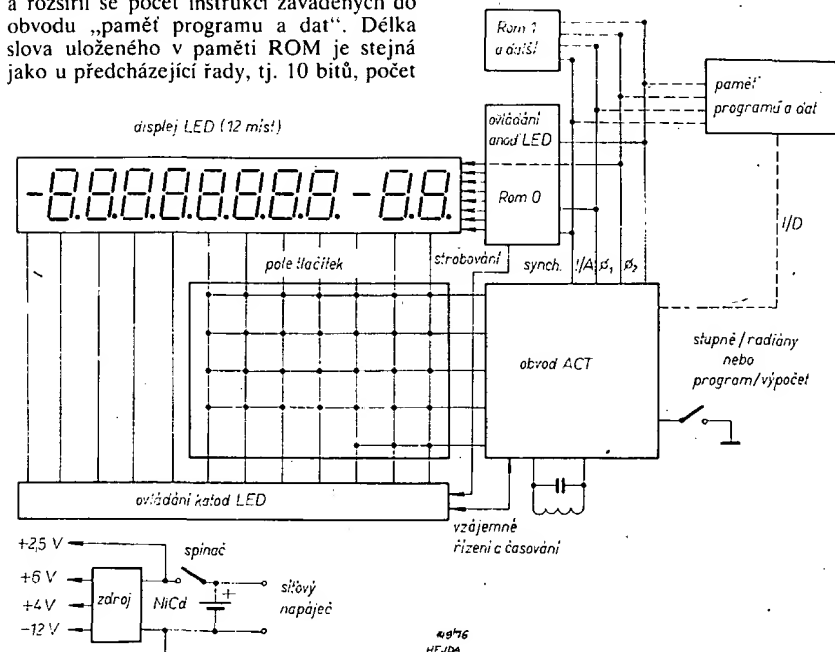 a rozšířil se počet instrukcí zaváděných do
obvodu „paměť programu a dat“. Délka
slova uloženého v paměti ROM je stejná
jako u předcházející řady, tj. 10 bitů, počet
displej LED (12 míst)
Rom 1
a další
paměť
programu a dat
ovládání
anod LED
Rom 0
I/D
pole tlačítek
strobování
synch.
I/A
ø1
ø2
obvod ACT
stupně / radiány
nebo
program/výpočet
ovládání katod LED
vzájemné
řízení a časování
+2,5 V
+6 V
+4 V
-12 V
zdroj
spínač
NiCd
+
síťový
napáječ
HEJDA